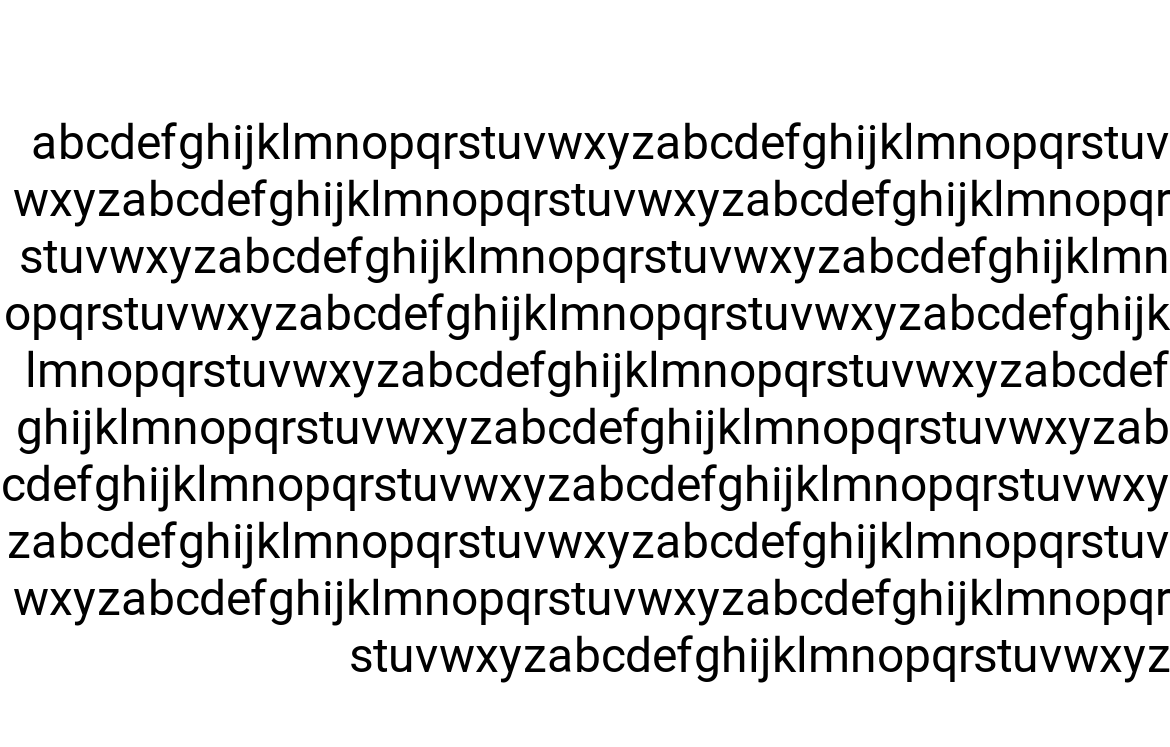 abcdefghijklmnopqrstuvwxyzabcdefghijklmnopqrstuv
wxyzabcdefghijklmnopqrstuvwxyzabcdefghijklmnopqr
stuvwxyzabcdefghijklmnopqrstuvwxyzabcdefghijklmn
opqrstuvwxyzabcdefghijklmnopqrstuvwxyzabcdefghijk
lmnopqrstuvwxyzabcdefghijklmnopqrstuvwxyzabcdef
ghijklmnopqrstuvwxyzabcdefghijklmnopqrstuvwxyzab
cdefghijklmnopqrstuvwxyzabcdefghijklmnopqrstuvwxy
zabcdefghijklmnopqrstuvwxyzabcdefghijklmnopqrstuv
wxyzabcdefghijklmnopqrstuvwxyzabcdefghijklmnopqr
stuvwxyzabcdefghijklmnopqrstuvwxyz